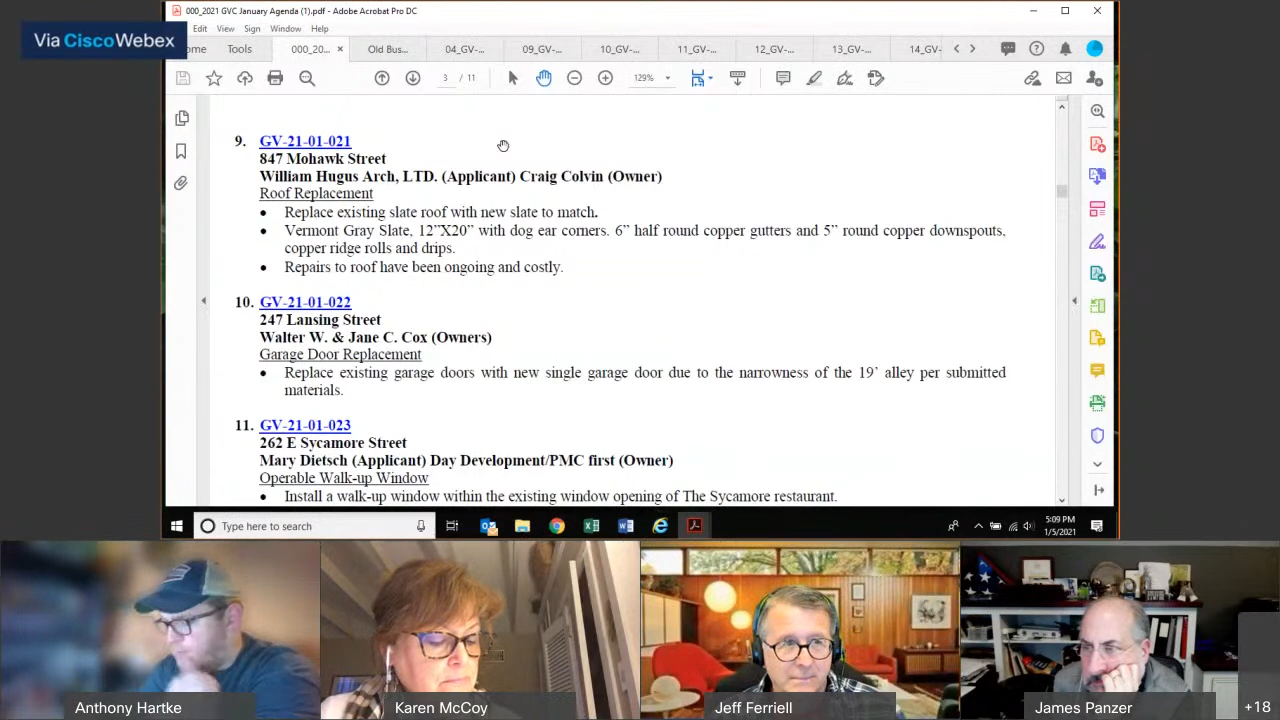 Via Cisco Webex
000_2021 GVC January Agenda (1).pdf - Adobe Acrobat Pro DC
Edit View Sign Window Help
ome Tools 000_20... × Old Bas... 04_GV-... 09_GV-... 10_GV-... 11_GV-... 12_GV-... 13_GV-... 14_GV-
3 / 11 129%
9. GV-21-01-021
847 Mohawk Street
William Hugus Arch, LTD. (Applicant) Craig Colvin (Owner)
Roof Replacement
• Replace existing slate roof with new slate to match.
• Vermont Gray Slate, 12”X20” with dog ear corners. 6” half round copper gutters and 5” round copper downspouts,
copper ridge rolls and drips.
• Repairs to roof have been ongoing and costly.
10. GV-21-01-022
247 Lansing Street
Walter W. & Jane C. Cox (Owners)
Garage Door Replacement
• Replace existing garage doors with new single garage door due to the narrowness of the 19’ alley per submitted
materials.
11. GV-21-01-023
262 E Sycamore Street
Mary Dietsch (Applicant) Day Development/PMC first (Owner)
Operable Walk-up Window
• Install a walk-up window within the existing window opening of The Sycamore restaurant.
Type here to search
5:09 PM
1/5/2021
Anthony Hartke
Karen McCoy
Jeff Ferriell
James Panzer
+18